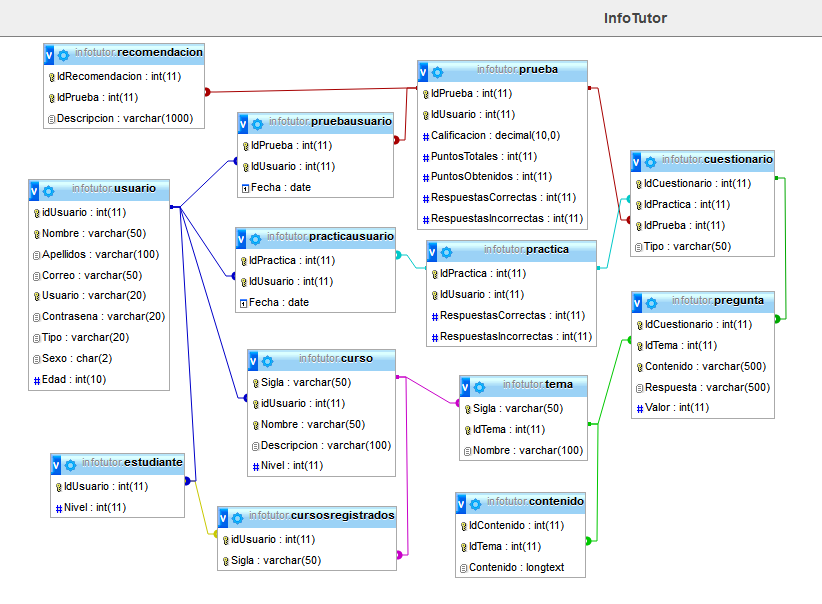 InfoTutor
infotutor.recomendacion
IdRecomendacion : int(11)
IdPrueba : int(11)
Descripcion : varchar(1000)
infotutor.prueba
IdPrueba : int(11)
IdUsuario : int(11)
Calificacion : decimal(10,0)
PuntosTotales : int(11)
PuntosObtenidos : int(11)
RespuestasCorrectas : int(11)
RespuestasIncorrectas : int(11)
infotutor.pruebausuario
IdPrueba : int(11)
IdUsuario : int(11)
Fecha : date
infotutor.cuestionario
IdCuestionario : int(11)
IdPractica : int(11)
IdPrueba : int(11)
Tipo : varchar(50)
infotutor.usuario
idUsuario : int(11)
Nombre : varchar(50)
Apellidos : varchar(100)
Correo : varchar(50)
Usuario : varchar(20)
Contrasena : varchar(20)
Tipo : varchar(20)
Sexo : char(2)
Edad : int(10)
infotutor.practicausuario
IdPractica : int(11)
IdUsuario : int(11)
Fecha : date
infotutor.practica
IdPractica : int(11)
IdUsuario : int(11)
RespuestasCorrectas : int(11)
RespuestasIncorrectas : int(11)
infotutor.pregunta
IdCuestionario : int(11)
IdTema : int(11)
Contenido : varchar(500)
Respuesta : varchar(500)
Valor : int(11)
infotutor.curso
Sigla : varchar(50)
idUsuario : int(11)
Nombre : varchar(50)
Descripcion : varchar(100)
Nivel : int(11)
infotutor.tema
Sigla : varchar(50)
IdTema : int(11)
Nombre : varchar(100)
infotutor.estudiante
IdUsuario : int(11)
Nivel : int(11)
infotutor.cursosregistrados
idUsuario : int(11)
Sigla : varchar(50)
infotutor.contenido
IdContenido : int(11)
IdTema : int(11)
Contenido : longtext